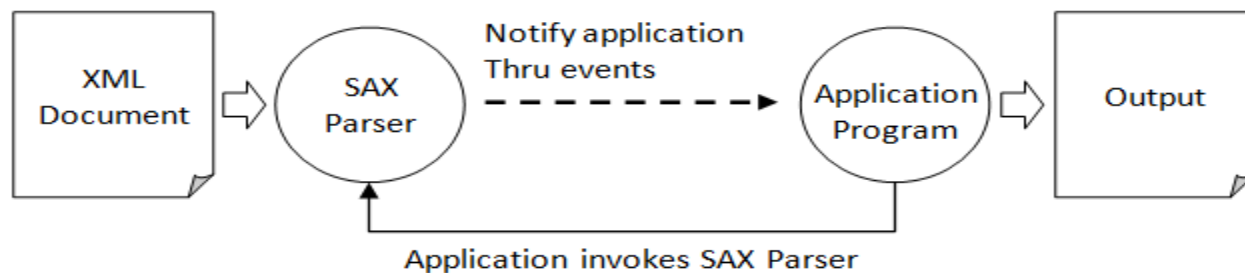 XML
Document
SAX
Parser
Notify application
Thru events
Application
Program
Output
Application invokes SAX Parser